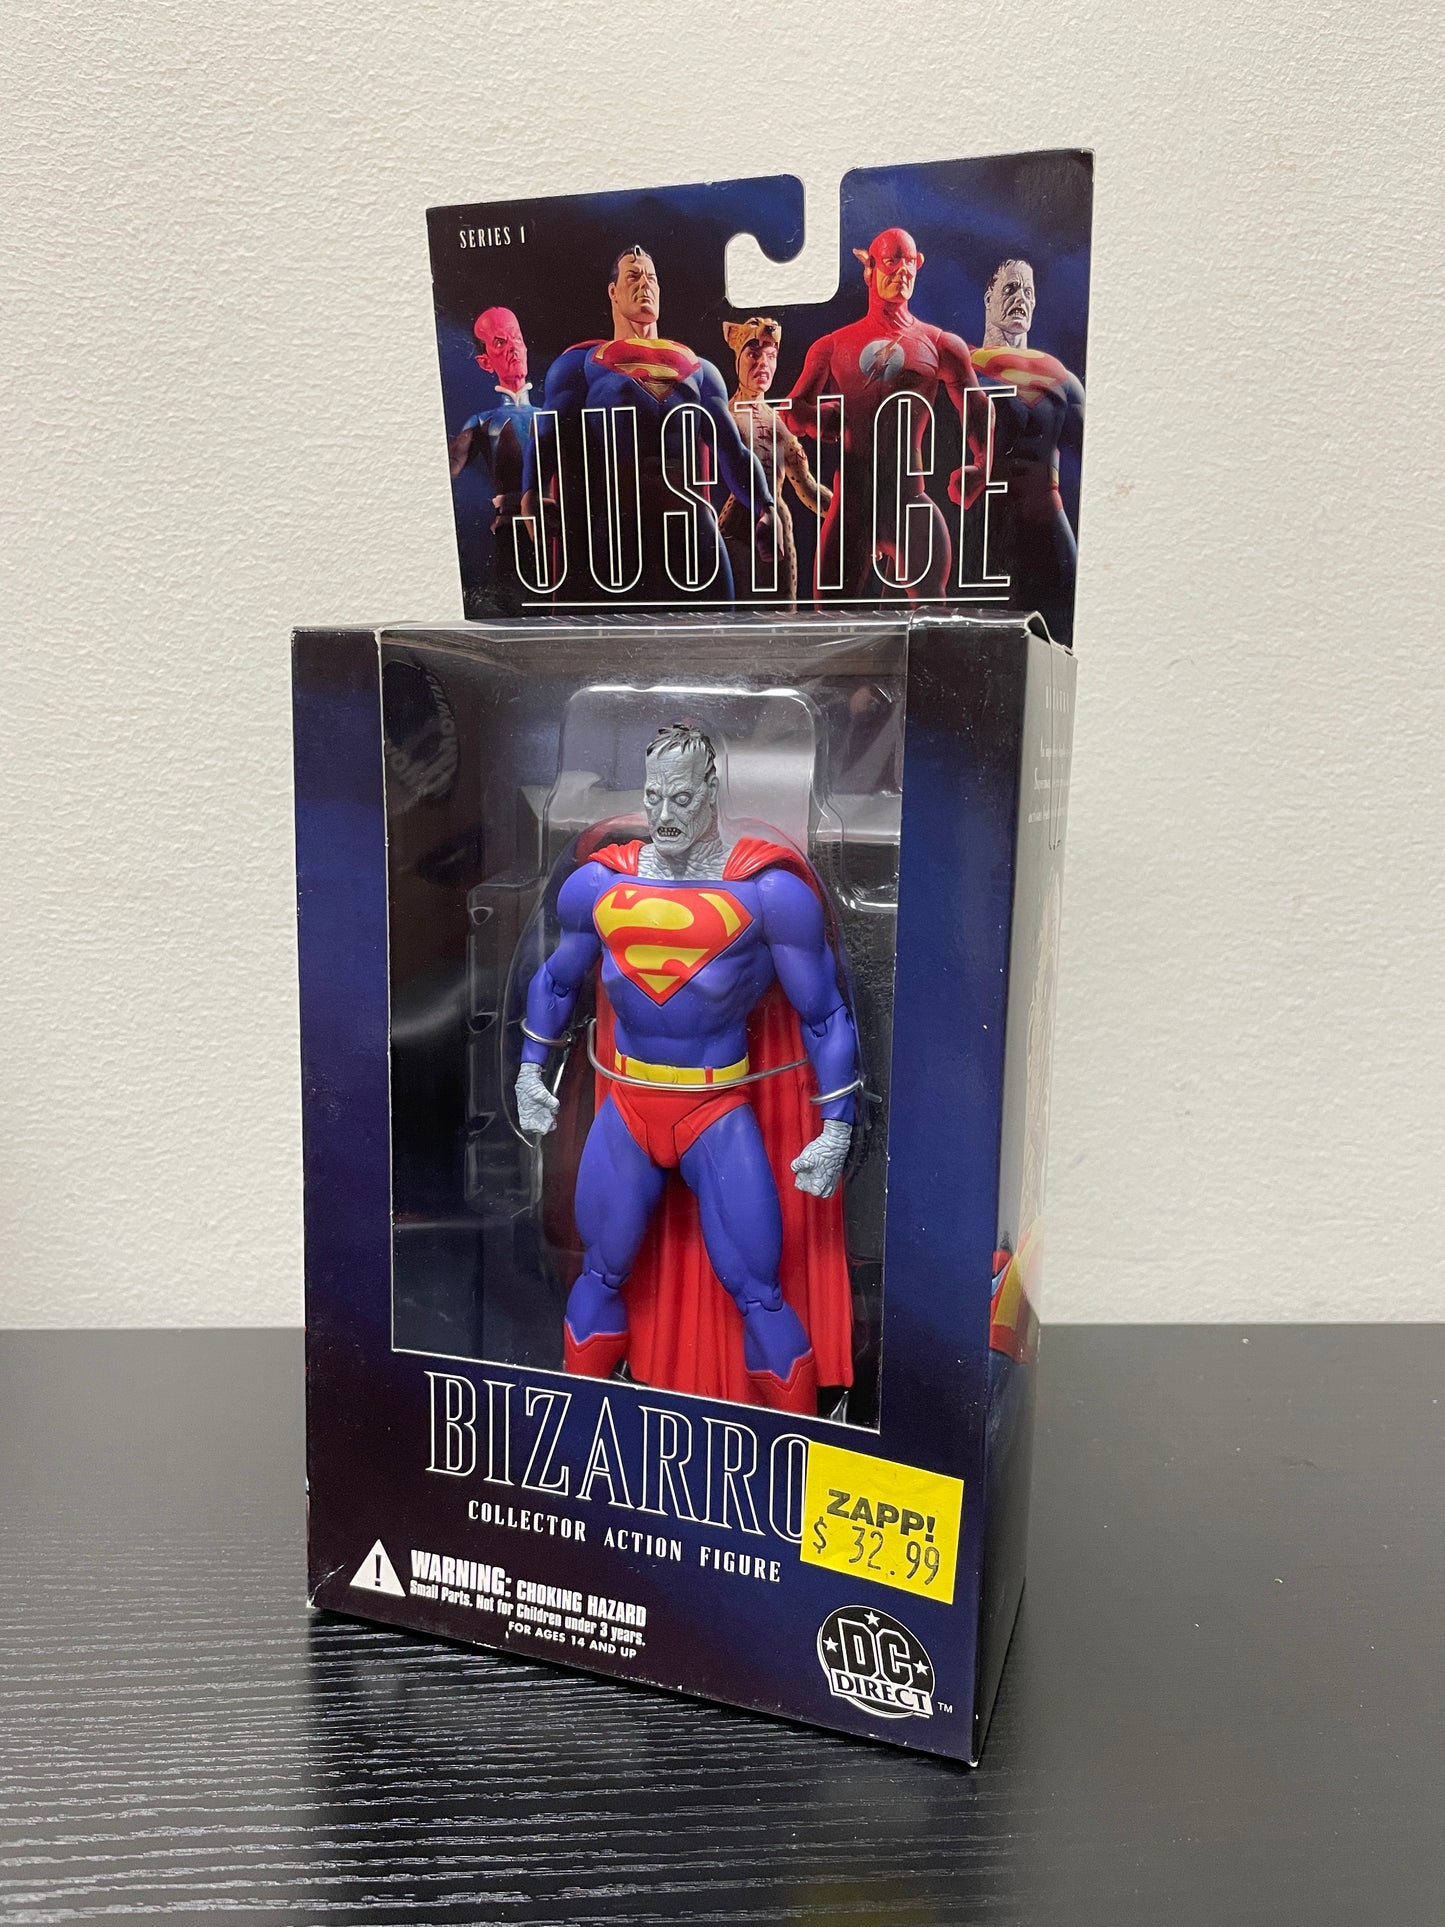 SERIES 1
JUSTICE
BIZARRO
COLLECTOR ACTION FIGURE
ZAPP!
$ 32.99
WARNING: CHOKING HAZARD
Small Parts. Not for Children under 3 years.
FOR AGES 14 AND UP
DC
DIRECT
TM